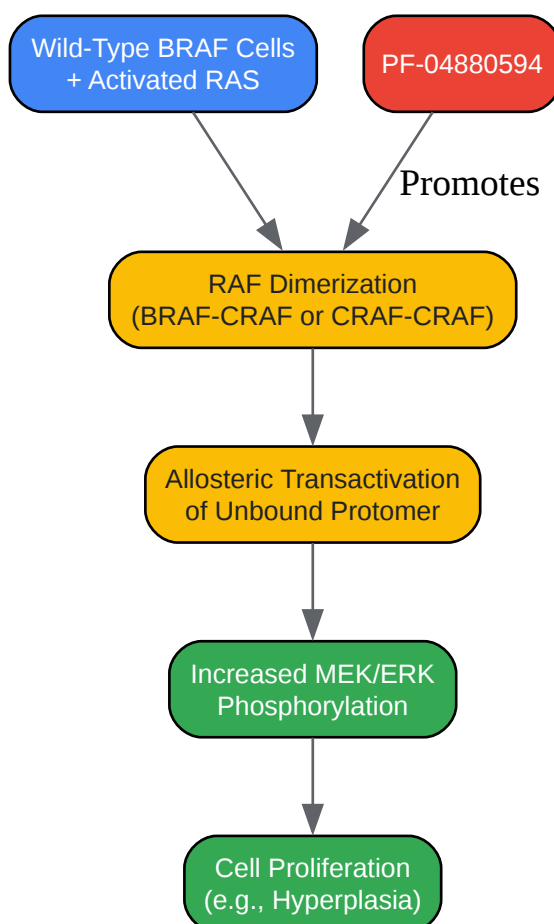 Wild-Type BRAF Cells
+ Activated RAS
PF-04880594
Promotes
RAF Dimerization
(BRAF-CRAF or CRAF-CRAF)
Allosteric Transactivation
of Unbound Protomer
Increased MEK/ERK
Phosphorylation
Cell Proliferation
(e.g., Hyperplasia)